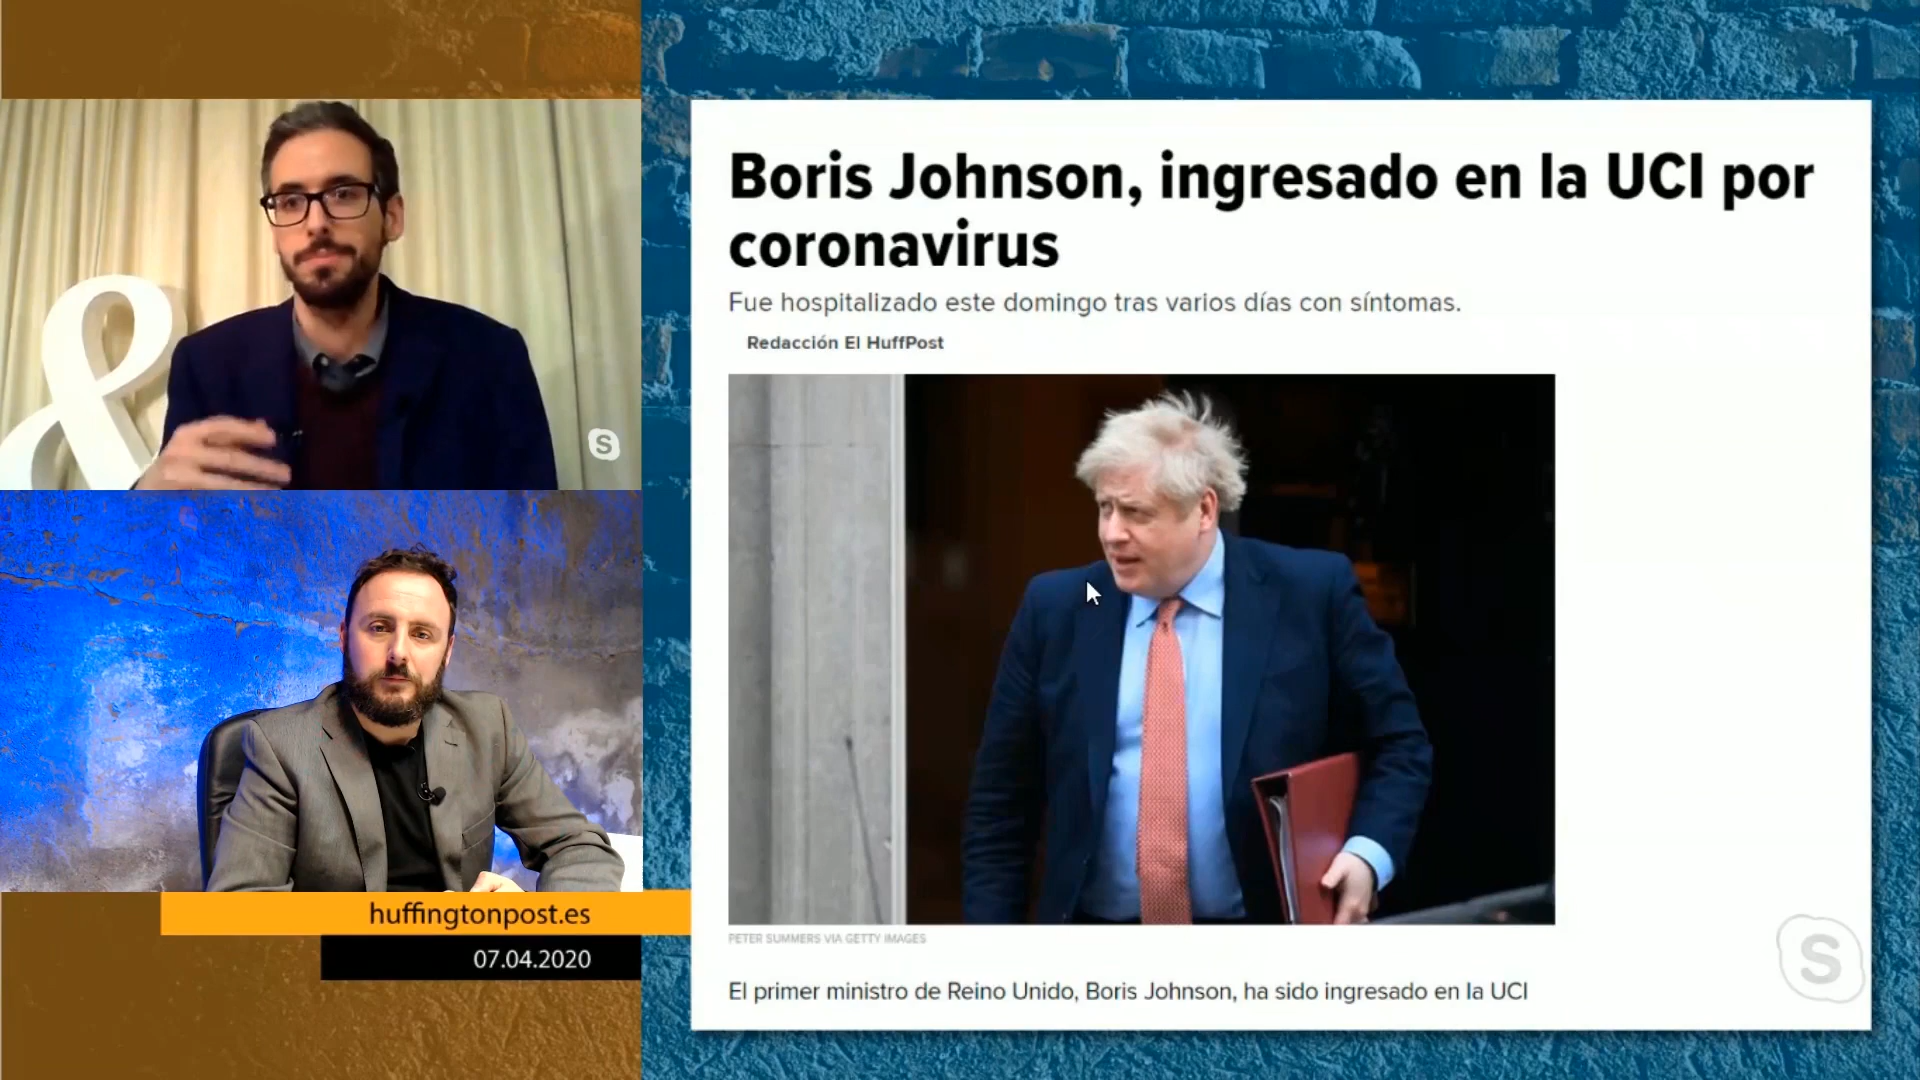 Boris Johnson, ingresado en la UCI por
coronavirus
Fue hospitalizado este domingo tras varios días con síntomas.
Redacción El HuffPost
PETER SUMMERS VIA GETTY IMAGES
El primer ministro de Reino Unido, Boris Johnson, ha sido ingresado en la UCI
&
S
huffingtonpost.es
07.04.2020
S